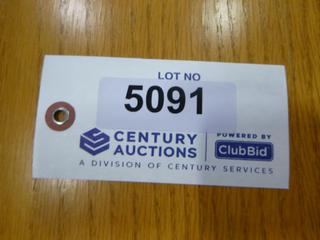 LOT NO
5091
CENTURY AUCTIONS
POWERED BY
ClubBid
A DIVISION OF CENTURY SERVICES